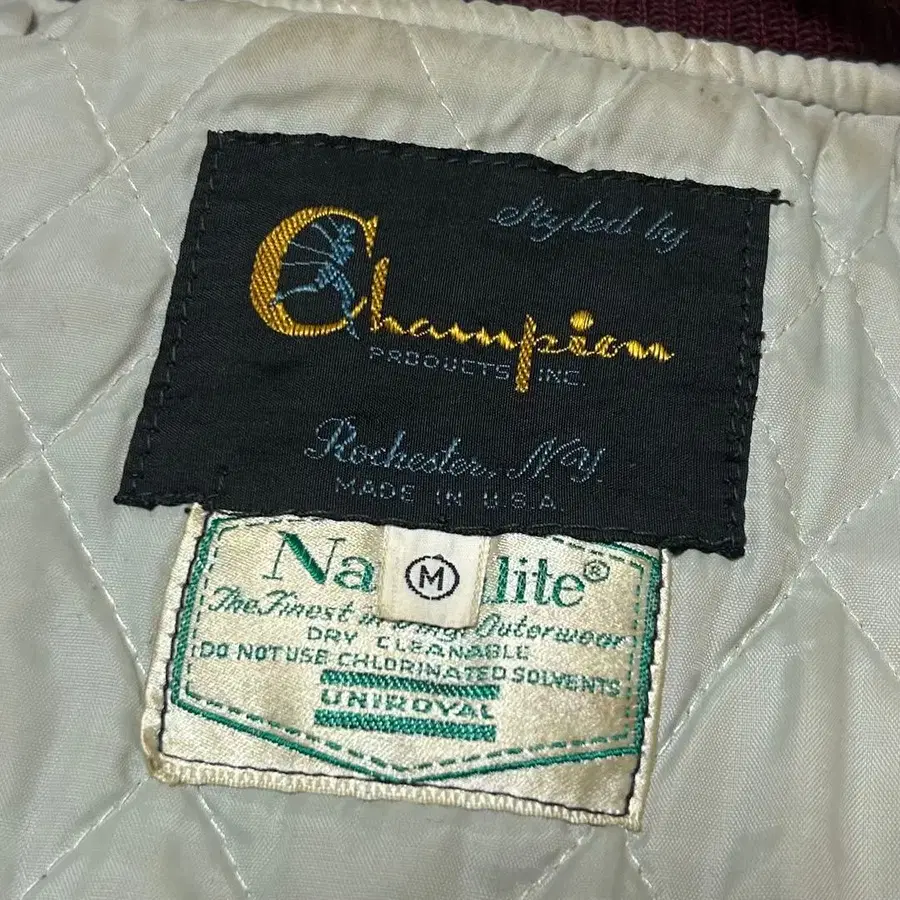 Styled by
Champion
PRODUCTS, INC.
Rochester, N.Y.
MADE IN U.S.A.
M
Na lite®
The Finest in Outerwear
DRY CLEANABLE
DO NOT USE CHLORINATED SOLVENTS
UNIROYAL